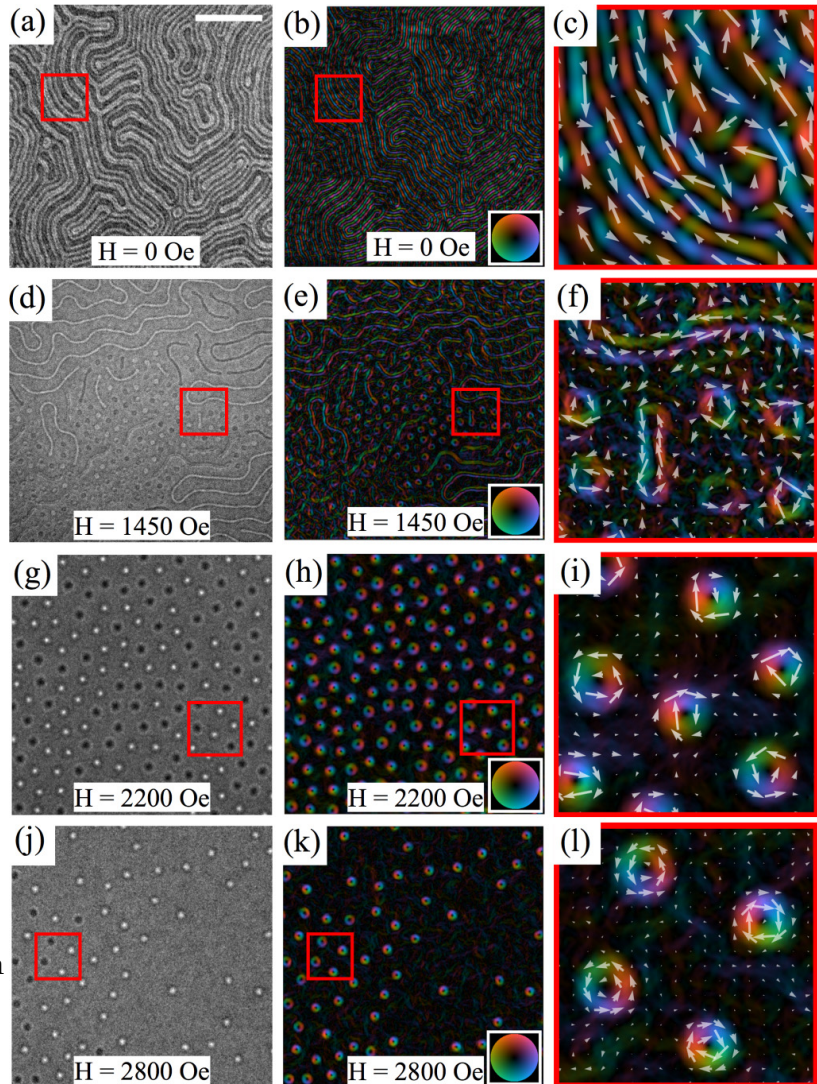 (a)
(b)
(c)
H = 0 Oe
H = 0 Oe
(d)
(e)
(f)
H = 1450 Oe
H = 1450 Oe
(g)
(h)
(i)
H = 2200 Oe
H = 2200 Oe
(j)
(k)
(l)
n
H = 2800 Oe
H = 2800 Oe